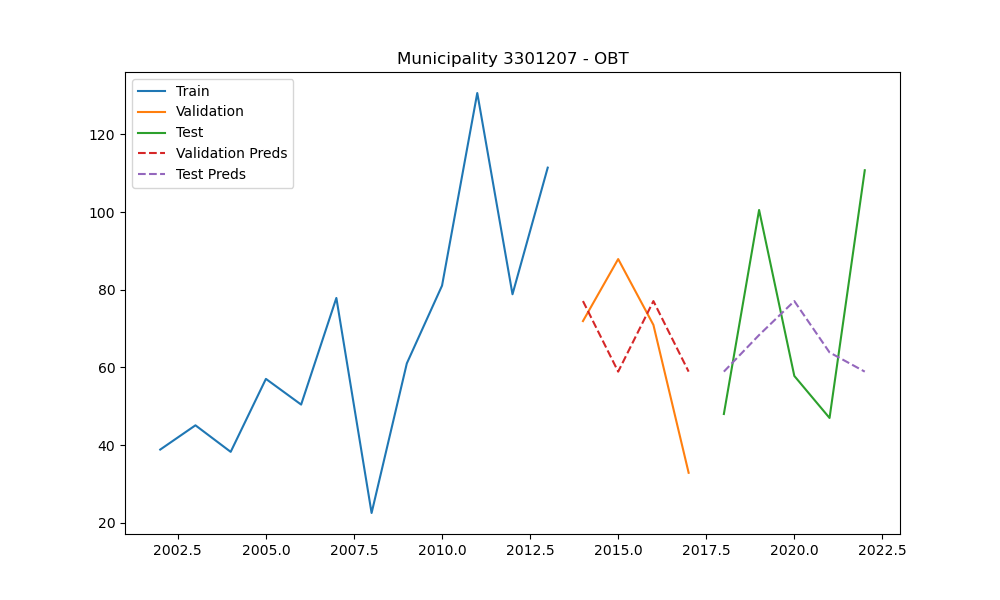 Municipality 3301207 - OBT
Train
Validation
Test
Validation Preds
Test Preds
120
100
80
60
40
20
2002.5 2005.0 2007.5 2010.0 2012.5 2015.0 2017.5 2020.0 2022.5